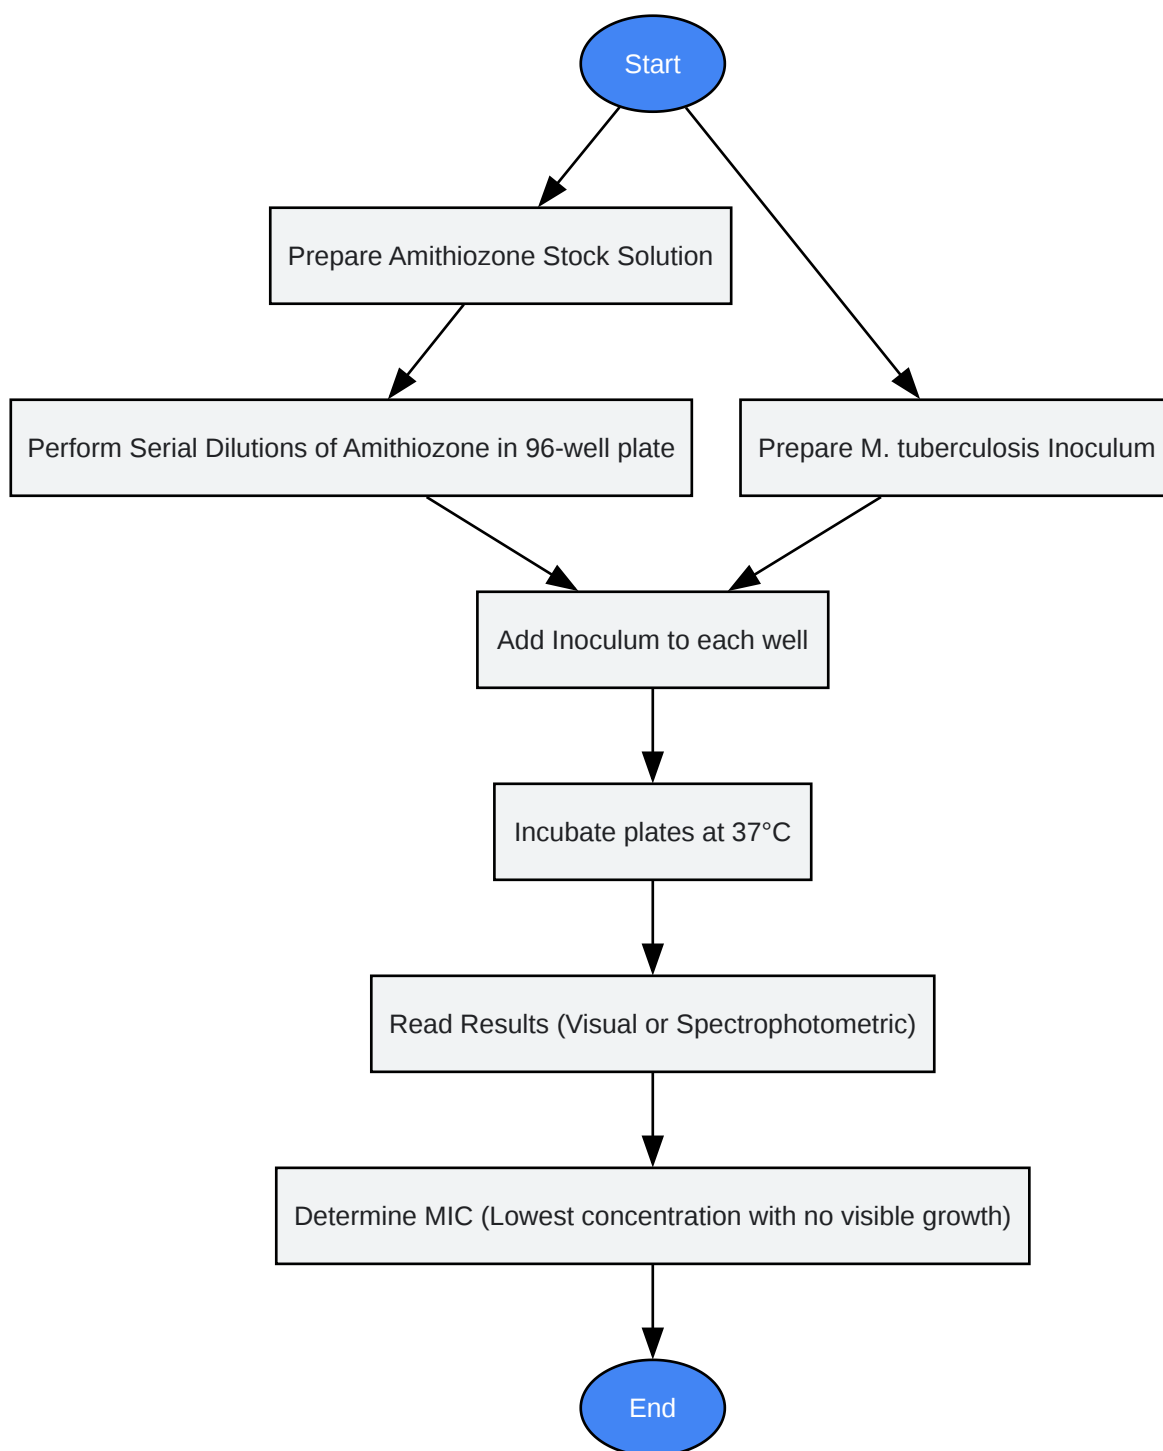 Start
Prepare Amithiozone Stock Solution
Perform Serial Dilutions of Amithiozone in 96-well plate
Prepare M. tuberculosis Inoculum
Add Inoculum to each well
Incubate plates at 37°C
Read Results (Visual or Spectrophotometric)
Determine MIC (Lowest concentration with no visible growth)
End